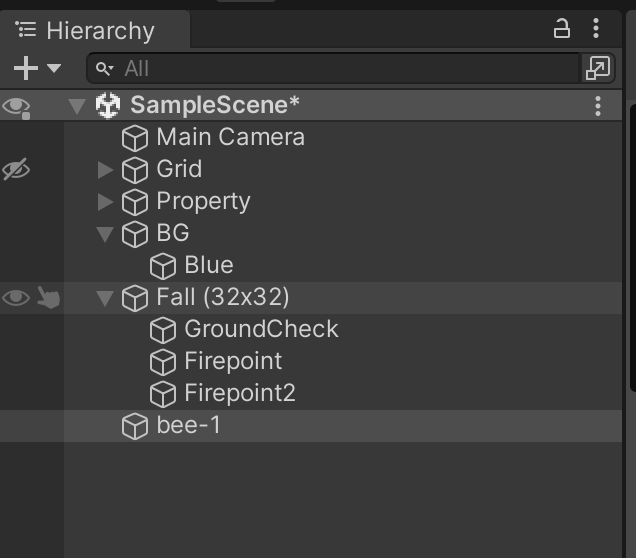 Hierarchy
All
SampleScene*
Main Camera
Grid
Property
BG
Blue
Fall (32x32)
GroundCheck
Firepoint
Firepoint2
bee-1